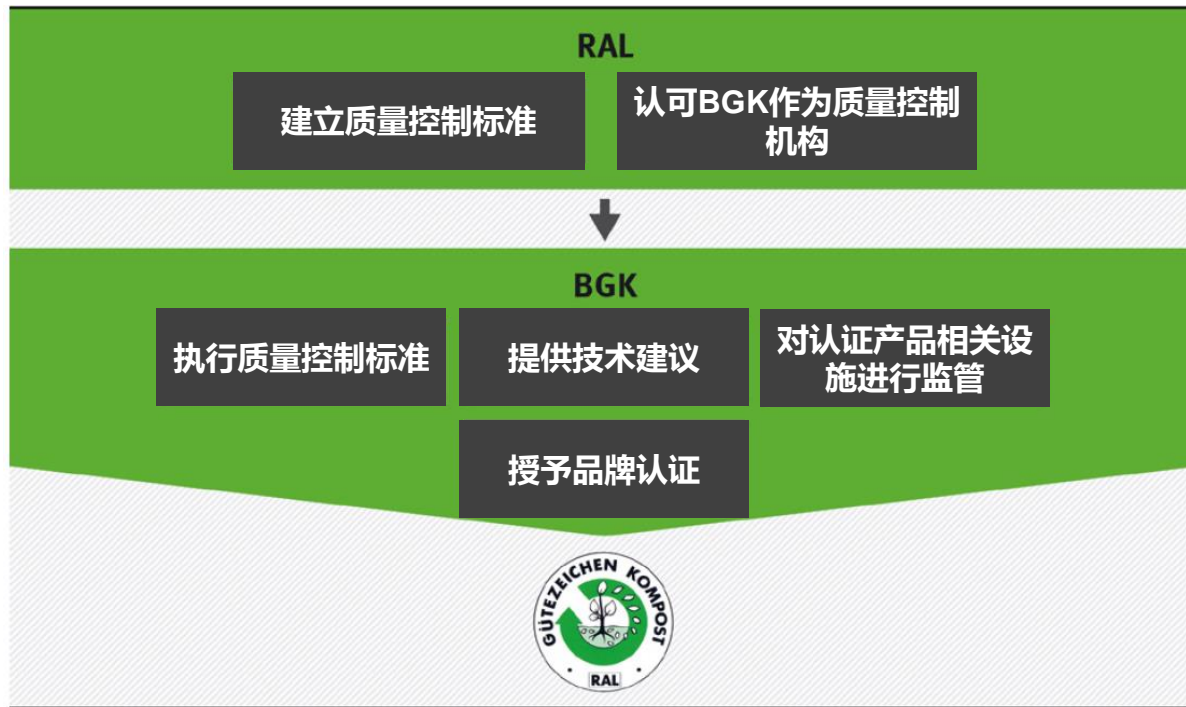 RAL
建立质量控制标准
认可BGK作为质量控制
机构
BGK
执行质量控制标准
提供技术建议
对认证产品相关设
施进行监管
授予品牌认证
GÜTEZEICHEN KOMPOST
RAL